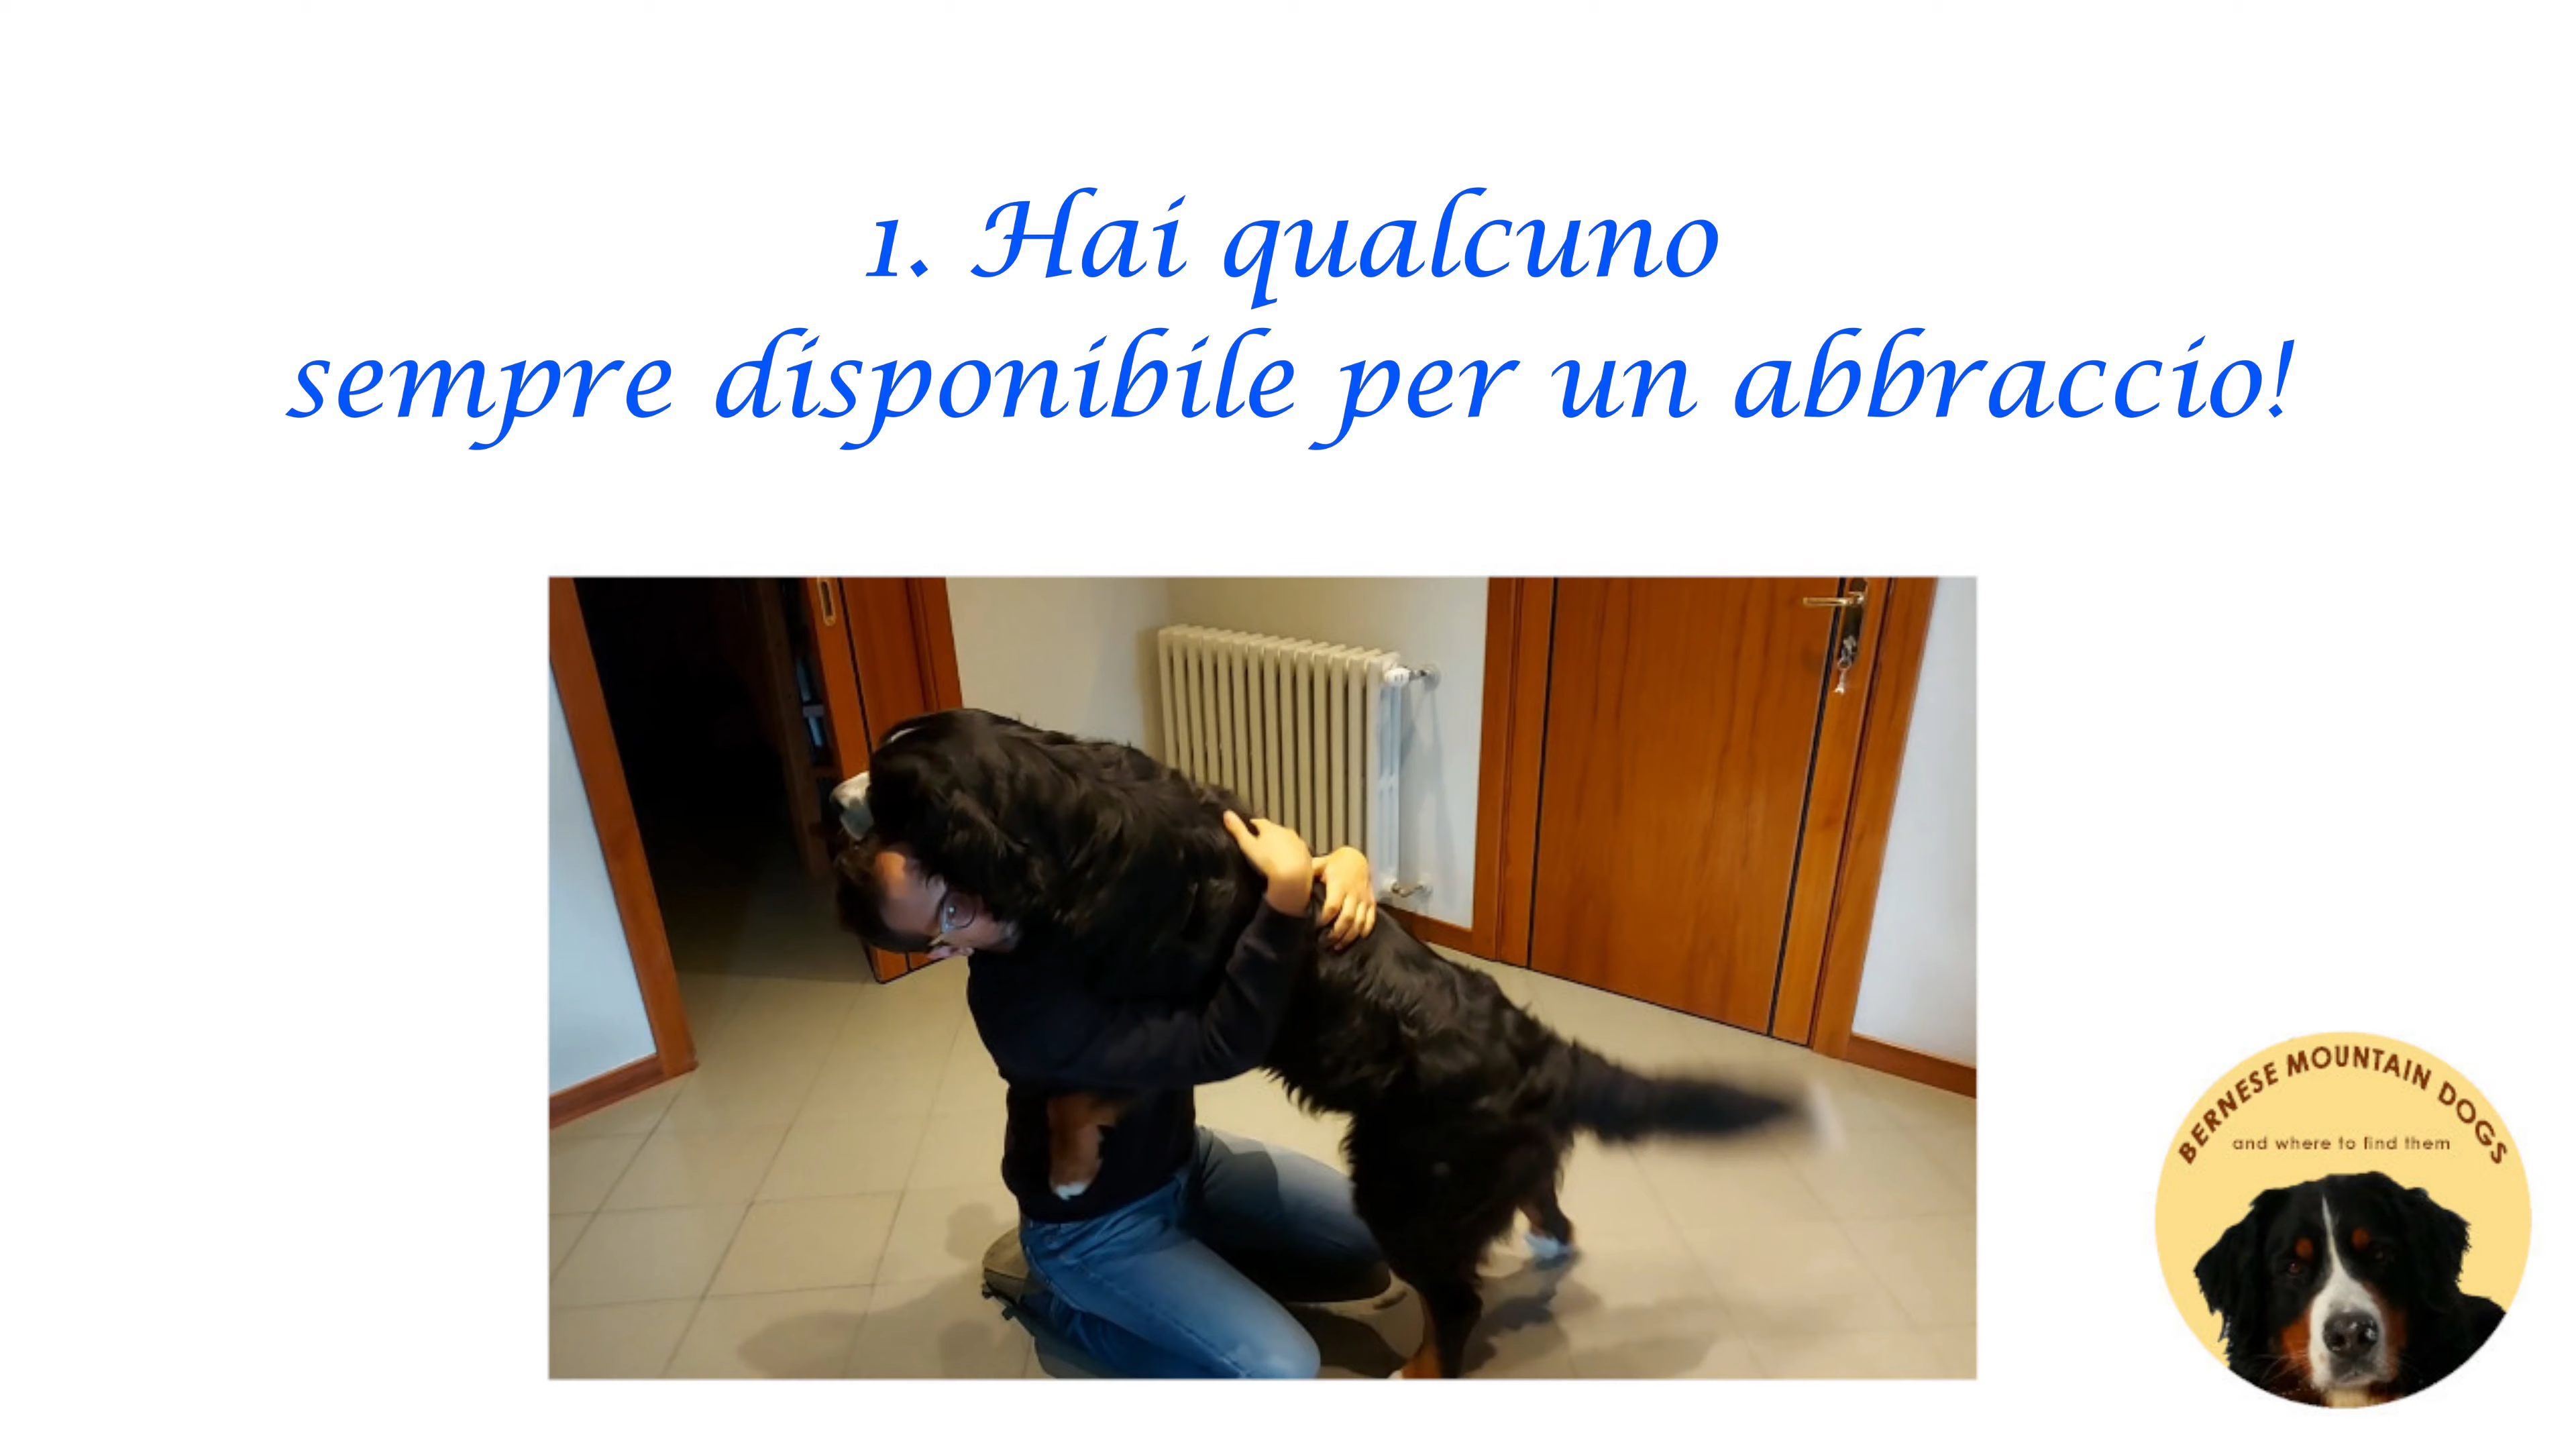 1. Hai qualcuno
sempre disponibile per un abbraccio!
BERNESE MOUNTAIN DOGS
and where to find them